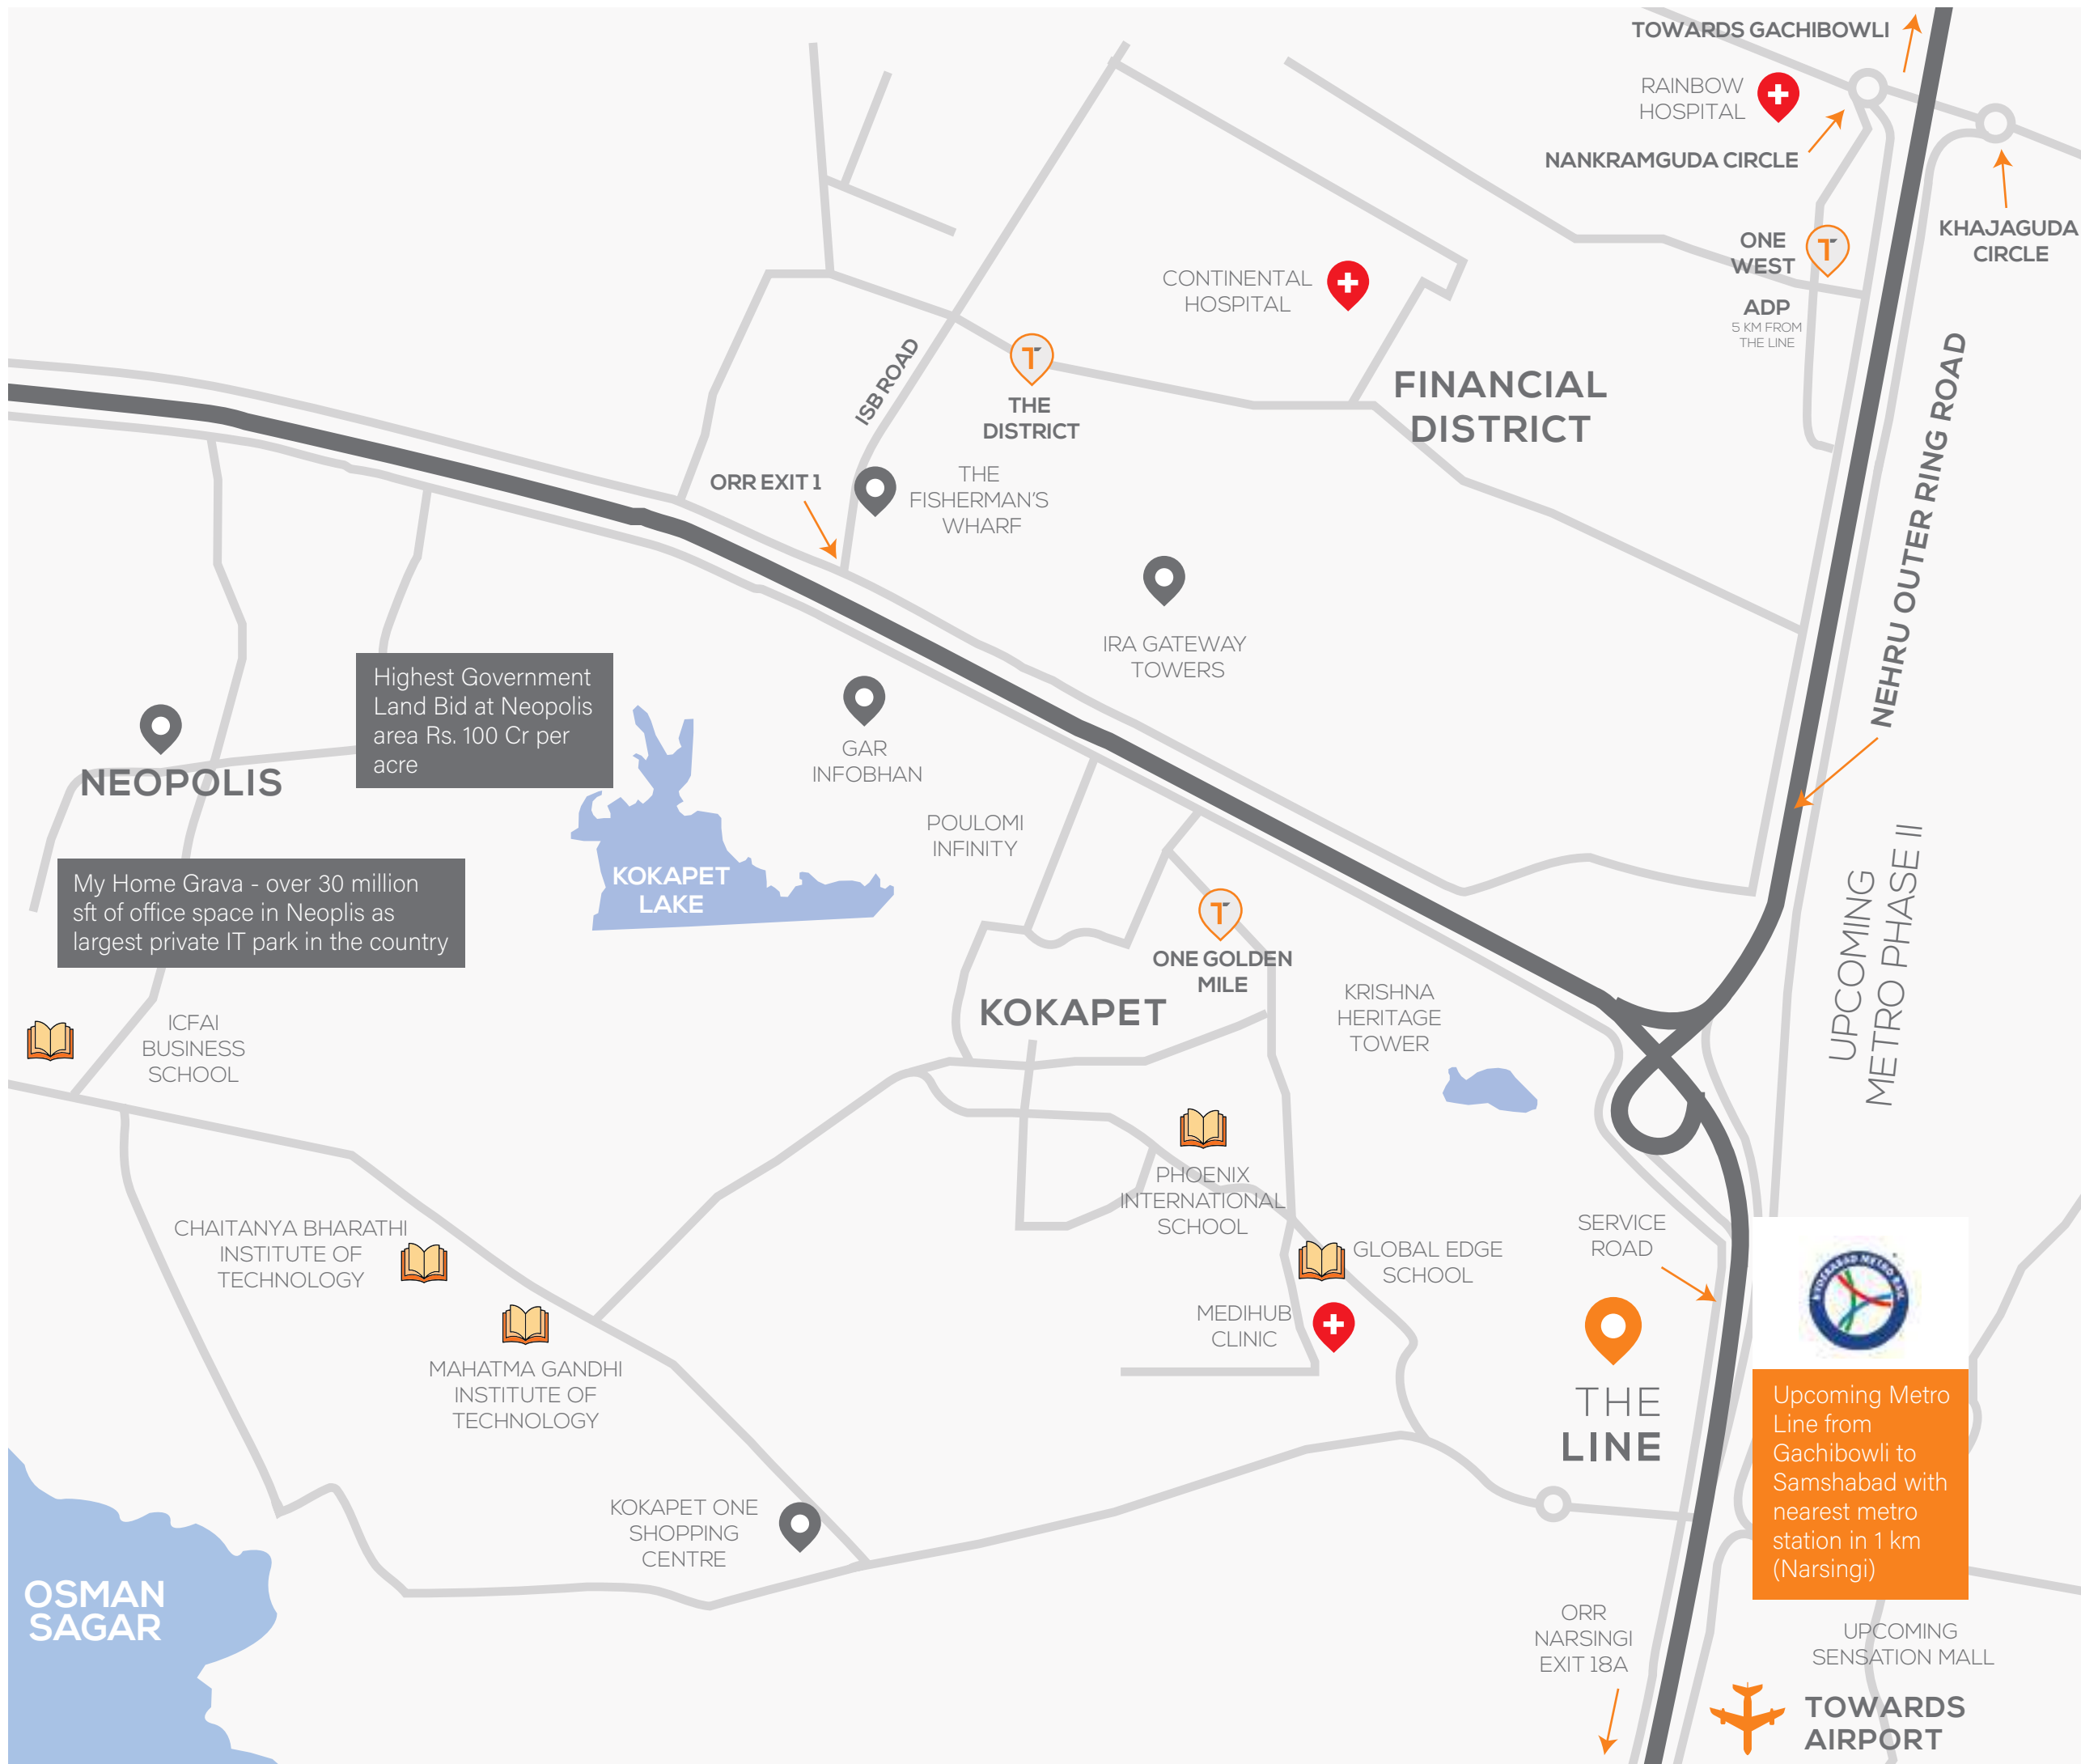 TOWARDS GACHIBOWLI
RAINBOW
HOSPITAL
NANKRAMGUDA CIRCLE
KHAJAGUDA
CIRCLE
ONE
WEST
ADP
5 KM FROM
THE LINE
CONTINENTAL
HOSPITAL
FINANCIAL
DISTRICT
NEHRU OUTER RING ROAD
ISB ROAD
THE
DISTRICT
ORR EXIT 1
THE
FISHERMAN'S
WHARF
IRA GATEWAY
TOWERS
Highest Government
Land Bid at Neopolis
area Rs. 100 Cr per
acre
NEOPOLIS
GAR
INFOBHAN
POULOMI
INFINITY
KOKAPET
LAKE
My Home Grava - over 30 million
sft of office space in Neoplis as
largest private IT park in the country
UPCOMING
METRO PHASE II
ONE GOLDEN
MILE
KOKAPET
KRISHNA
HERITAGE
TOWER
ICFAI
BUSINESS
SCHOOL
PHOENIX
INTERNATIONAL
SCHOOL
CHAITANYA BHARATHI
INSTITUTE OF
TECHNOLOGY
GLOBAL EDGE
SCHOOL
SERVICE
ROAD
HYDERABAD METRO RAIL
MEDIHUB
CLINIC
MAHATMA GANDHI
INSTITUTE OF
TECHNOLOGY
THE
LINE
Upcoming Metro
Line from
Gachibowli to
Samshabad with
nearest metro
station in 1 km
(Narsingi)
KOKAPET ONE
SHOPPING
CENTRE
OSMAN
SAGAR
ORR
NARSINGI
EXIT 18A
UPCOMING
SENSATION MALL
TOWARDS
AIRPORT